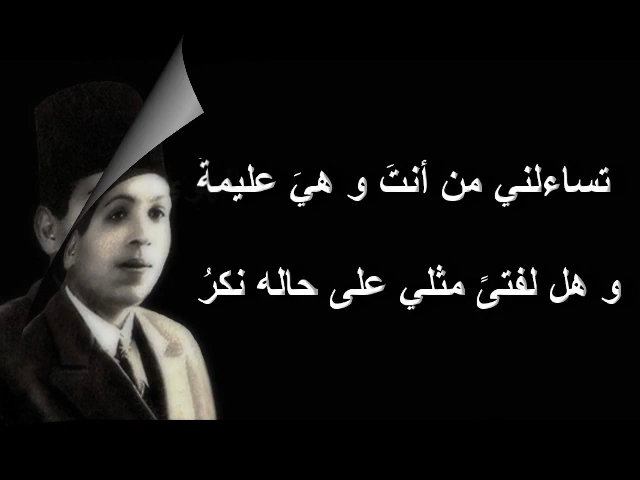 تساءلني من أنتَ و هيَ عليمةَ
و هل لفتىً مثلي على حاله نكرُ